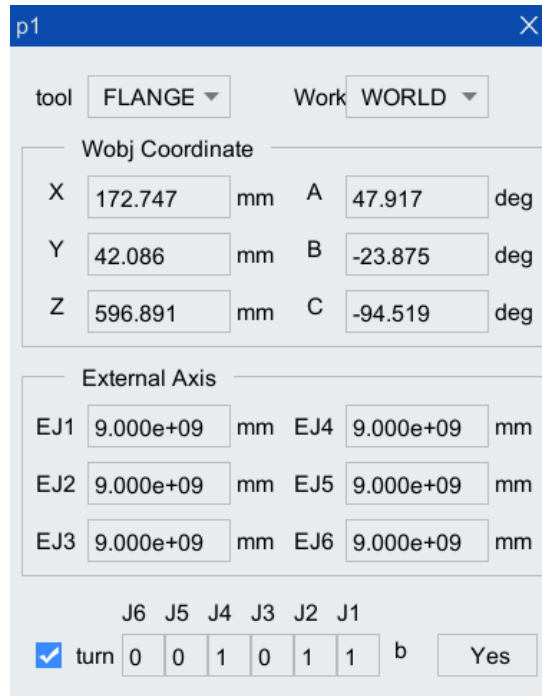 p1
tool FLANGE Work WORLD
Wobj Coordinate
X 172.747 mm A 47.917 deg
Y 42.086 mm B -23.875 deg
Z 596.891 mm C -94.519 deg
External Axis
EJ1 9.000e+09 mm EJ4 9.000e+09 mm
EJ2 9.000e+09 mm EJ5 9.000e+09 mm
EJ3 9.000e+09 mm EJ6 9.000e+09 mm
J6 J5 J4 J3 J2 J1
turn 0 0 1 0 1 1 b Yes